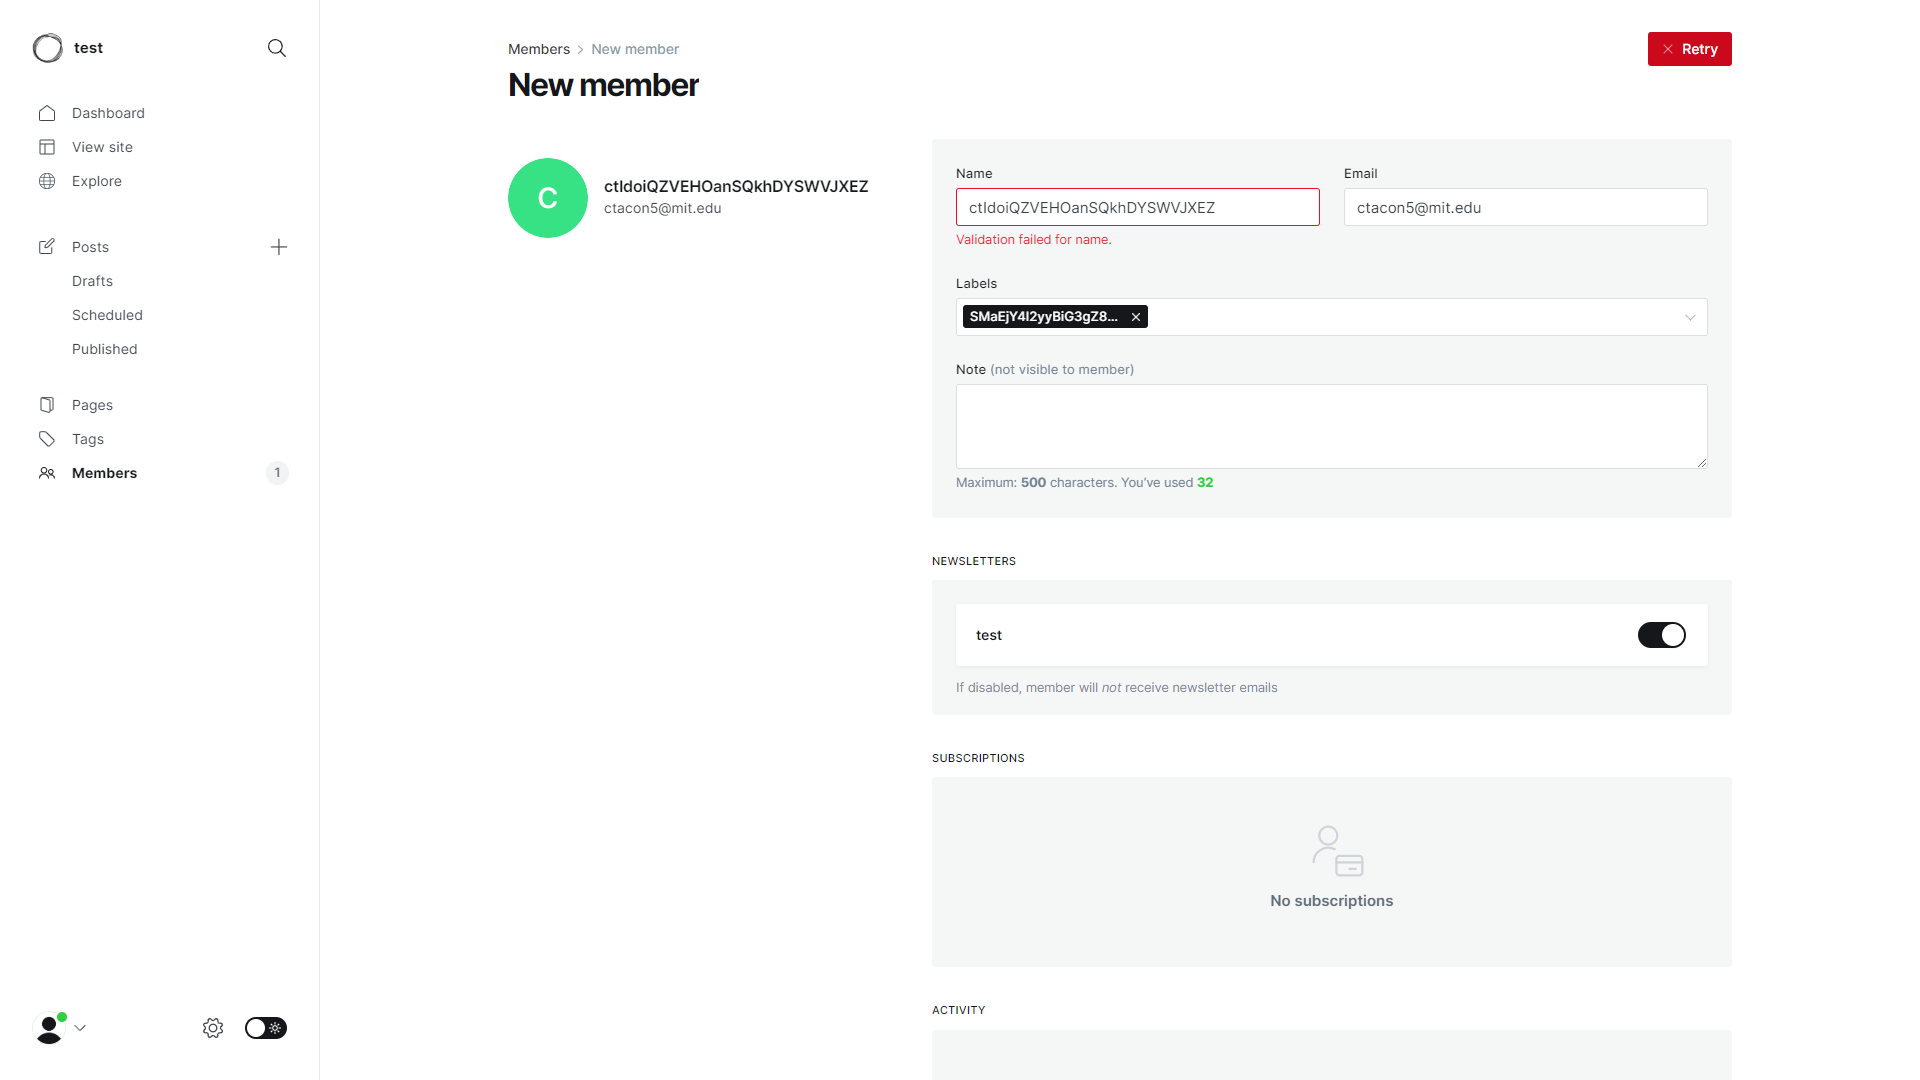 test
Dashboard
View site
Explore
Posts
Drafts
Scheduled
Published
Pages
Tags
Members
1
Members > New member
New member
Retry
C
ctIdoiQZVEHOanSQkhDYSWVJXEZ
ctacon5@mit.edu
Name
ctIdoiQZVEHOanSQkhDYSWVJXEZ
Validation failed for name.
Email
ctacon5@mit.edu
Labels
SMaEjY4I2yyBiG3gZ8...
Note (not visible to member)
Maximum: 500 characters. You’ve used 32
NEWSLETTERS
test
If disabled, member will not receive newsletter emails
SUBSCRIPTIONS
No subscriptions
ACTIVITY